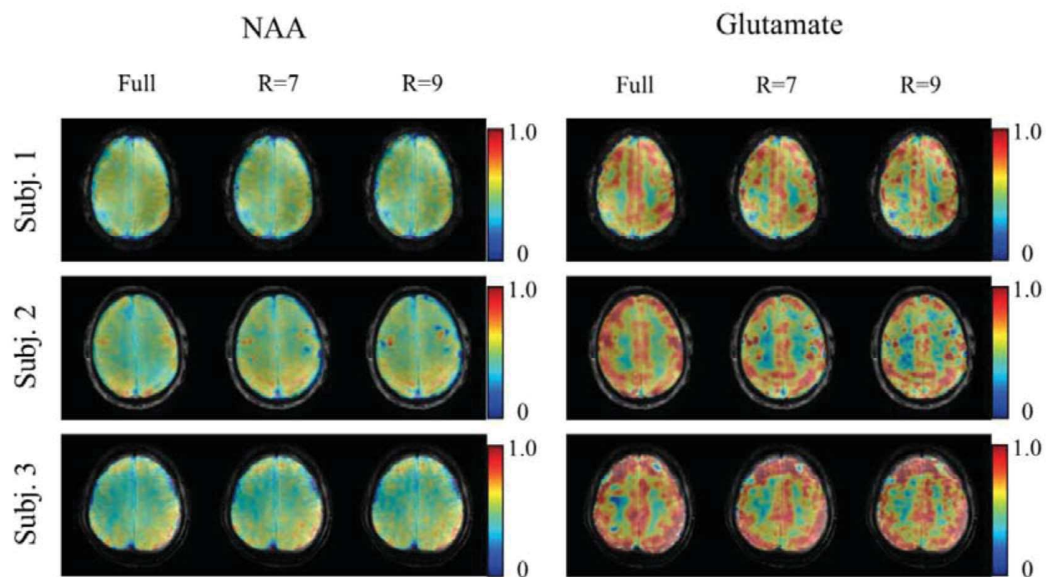 NAA Glutamate
Full R=7 R=9 Full R=7 R=9
Subj. 1
1.0 1.0
0 0
Subj. 2
1.0 1.0
0 0
Subj. 3
1.0 1.0
0 0